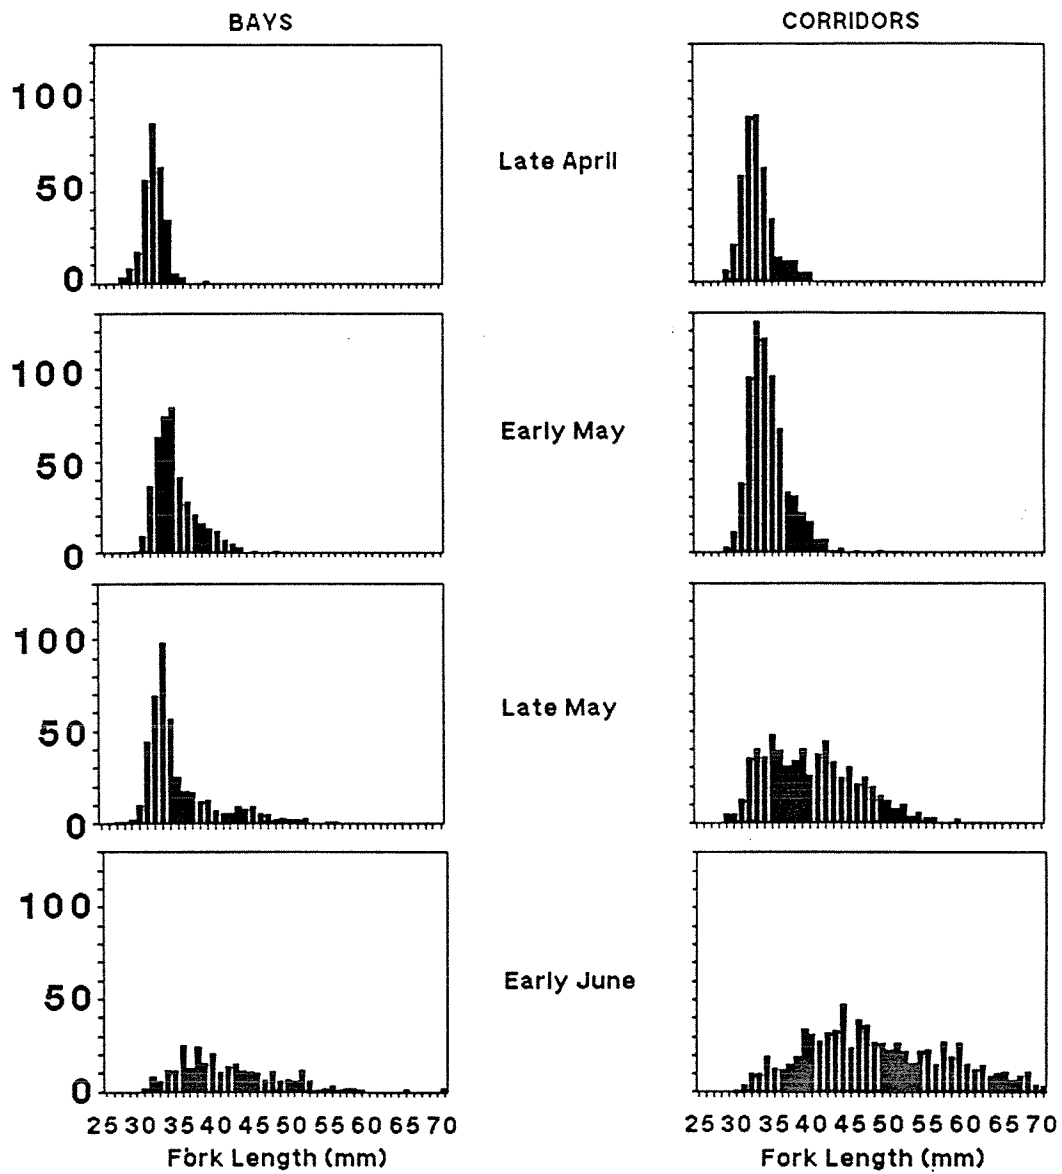 BAYS CORRIDORS
100
50
0
Late April
100
50
0
Early May
100
50
0
Late May
100
50
0
Early June
25 30 35 40 45 50 55 60 65 70 25 30 35 40 45 50 55 60 65 70
Fork Length (mm) Fork Length (mm)